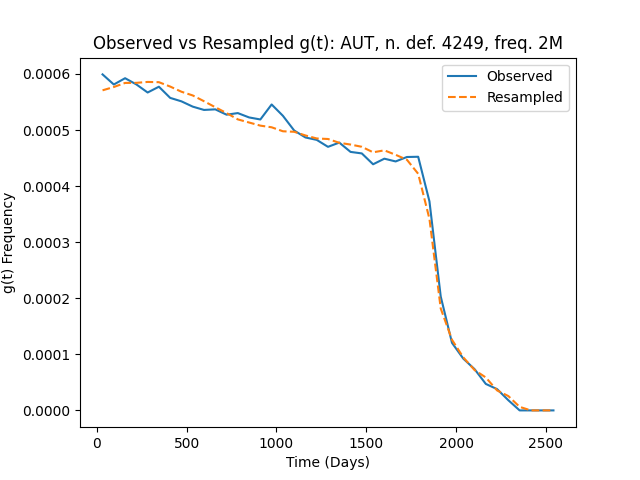 Observed vs Resampled g(t): AUT, n. def. 4249, freq. 2M
Observed
Resampled
g(t) Frequency
0.0006
0.0005
0.0004
0.0003
0.0002
0.0001
0.0000
0
500
1000
1500
2000
2500
Time (Days)